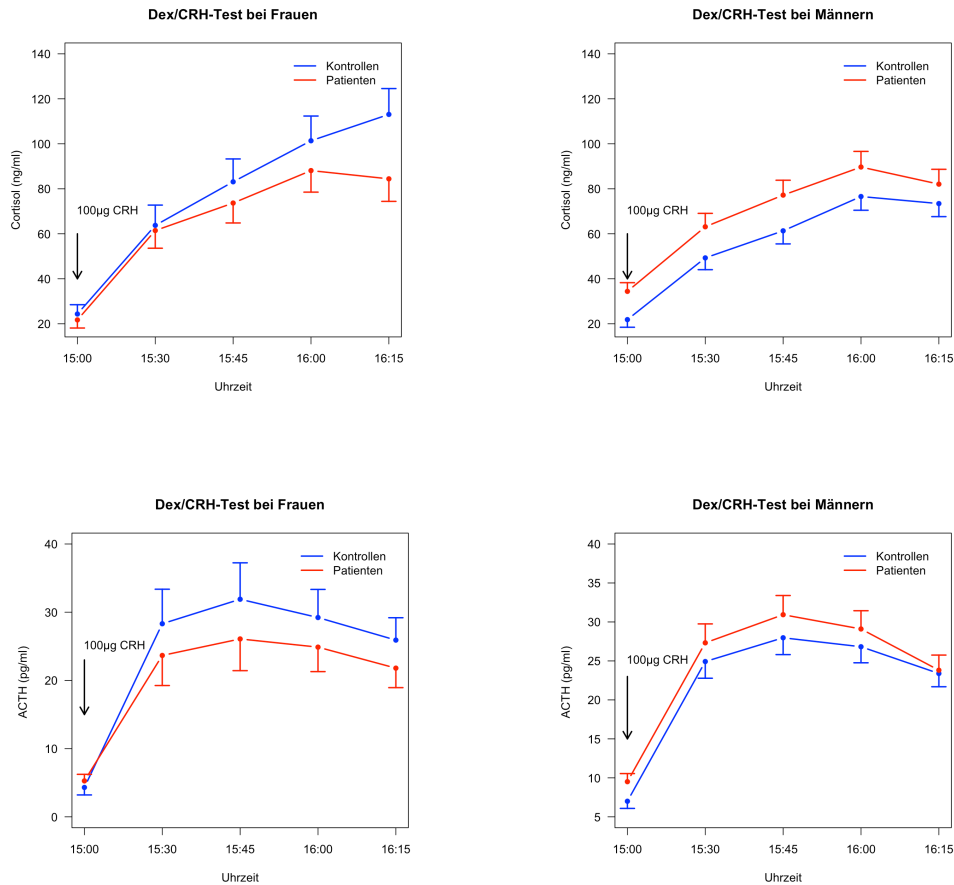 Dex/CRH-Test bei Frauen
Cortisol (ng/ml)
140
120
100
80
60
40
20
Kontrollen
Patienten
100µg CRH
15:00 15:30 15:45 16:00 16:15
Uhrzeit
Dex/CRH-Test bei Männern
Cortisol (ng/ml)
140
120
100
80
60
40
20
Kontrollen
Patienten
100µg CRH
15:00 15:30 15:45 16:00 16:15
Uhrzeit
Dex/CRH-Test bei Frauen
ACTH (pg/ml)
40
30
20
10
0
Kontrollen
Patienten
100µg CRH
15:00 15:30 15:45 16:00 16:15
Uhrzeit
Dex/CRH-Test bei Männern
ACTH (pg/ml)
40
35
30
25
20
15
10
5
Kontrollen
Patienten
100µg CRH
15:00 15:30 15:45 16:00 16:15
Uhrzeit